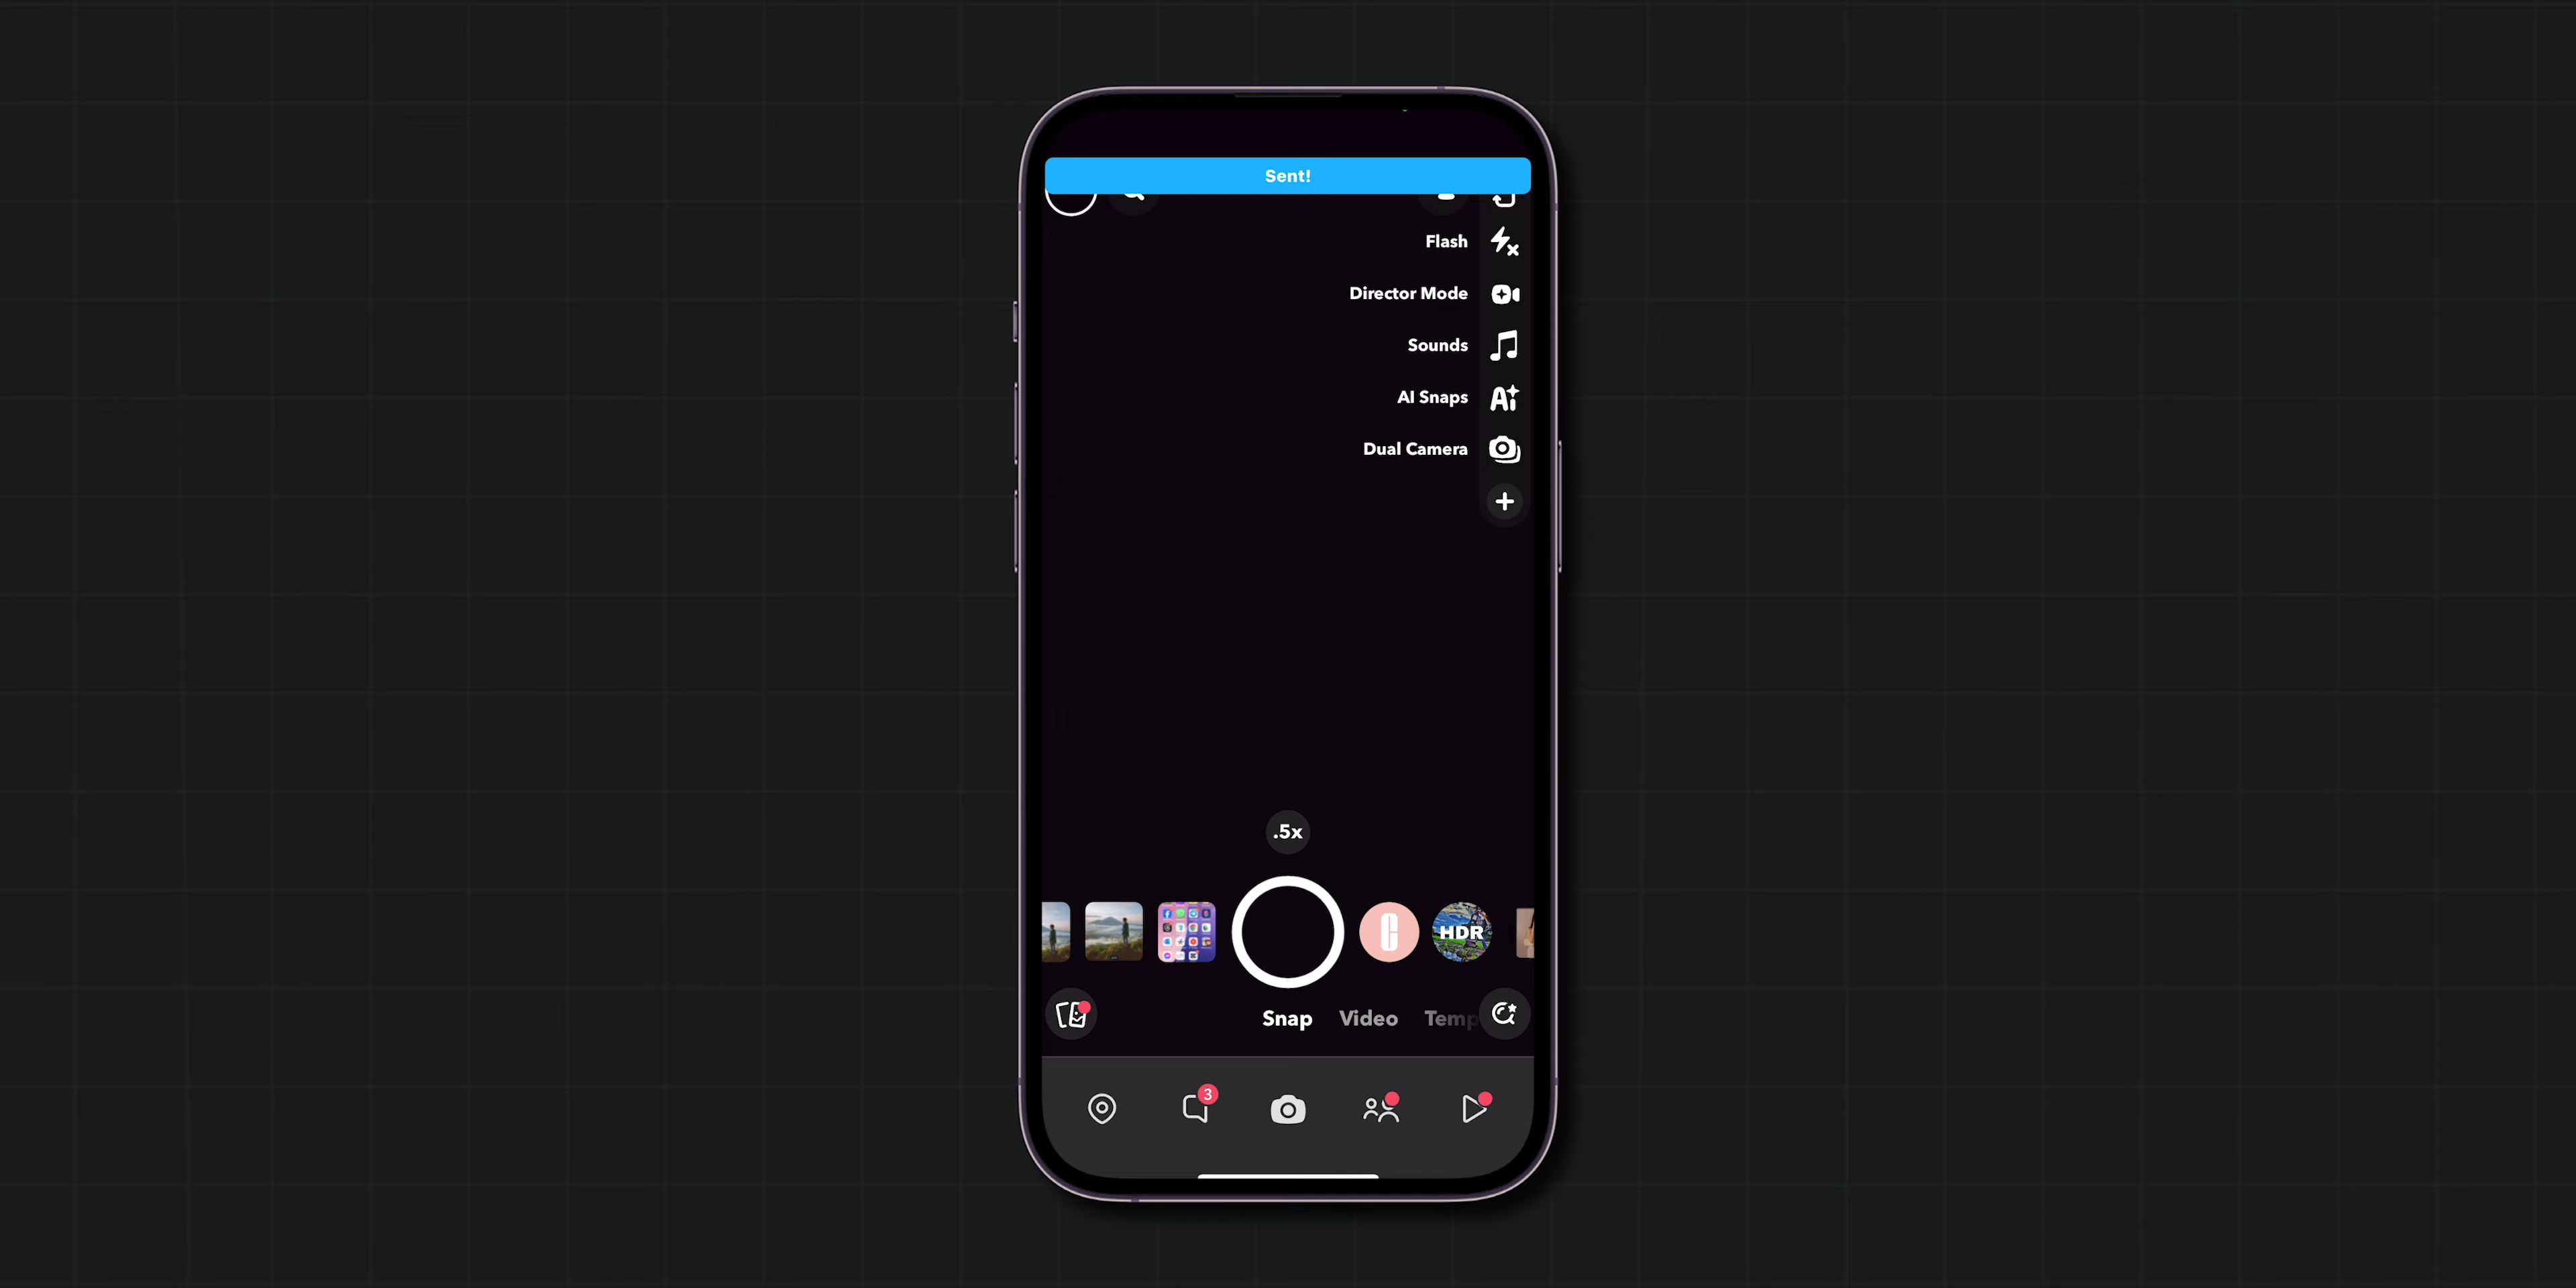 Sent!
Flash
Director Mode
Sounds
AI Snaps
Dual Camera
.5x
HDR
Snap Video Temp
3